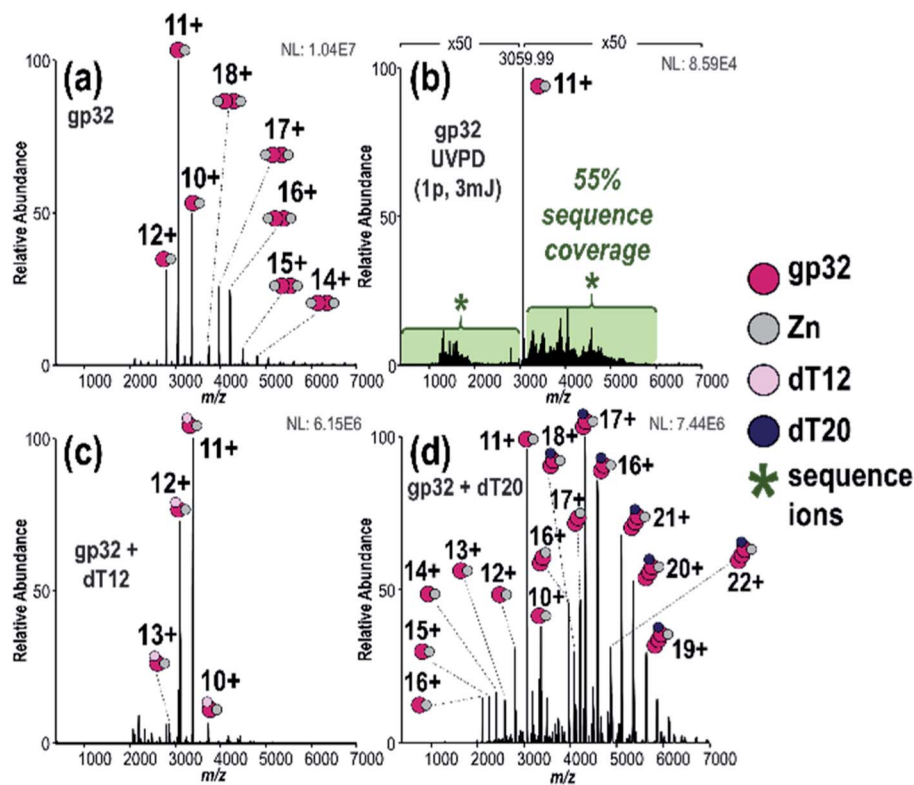 (a)
gp32
NL: 1.04E7
11+
18+
17+
10+
16+
12+
15+
14+
100
50
0
Relative Abundance
1000 2000 3000 4000 5000 6000 7000
m/z
x50 x50
3059.99
NL: 8.59E4
(b)
11+
gp32
UVPD
(1p, 3mJ)
55%
sequence
coverage
*
*
100
50
0
Relative Abundance
1000 2000 3000 4000 5000 6000 7000
m/z
gp32
Zn
dT12
dT20
* sequence
ions
(c)
NL: 6.15E6
11+
12+
gp32 +
dT12
13+
10+
100
50
0
Relative Abundance
1000 2000 3000 4000 5000 6000 7000
m/z
(d)
gp32 + dT20
NL: 7.44E6
11+
18+
17+
16+
17+
21+
16+
13+
14+
12+
20+
22+
10+
15+
19+
16+
100
50
0
Relative Abundance
1000 2000 3000 4000 5000 6000 7000
m/z